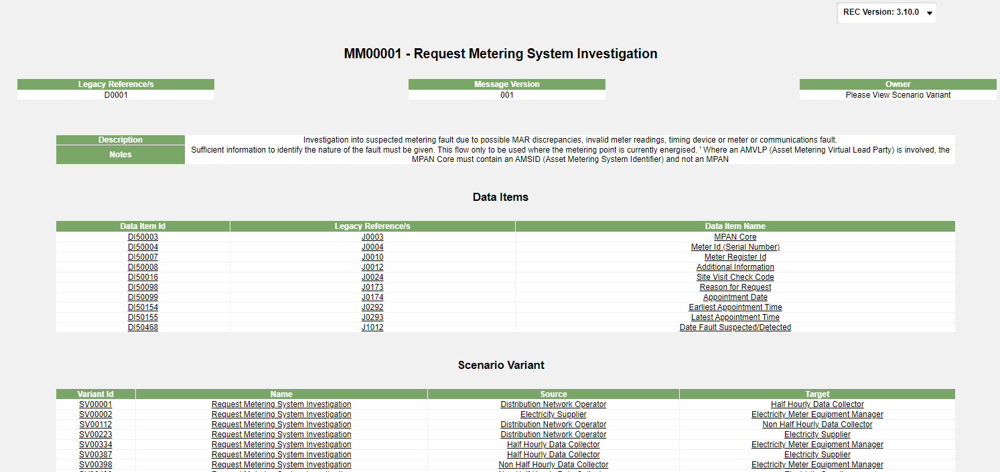 REC Version: 3.10.0
MM00001 - Request Metering System Investigation
Legacy Reference/s Message Version Owner
D0001 001 Please View Scenario Variant
Description Investigation into suspected metering fault due to possible MAR discrepancies, invalid meter readings, timing device or meter or communications fault.
Notes Sufficient information to identify the nature of the fault must be given. This flow only to be used where the metering point is currently energised. ' Where an AMVLP (Asset Metering Virtual Lead Party) is involved, the
MPAN Core must contain an AMSID (Asset Metering System Identifier) and not an MPAN
Data Items
Data Item Id Legacy Reference/s Data Item Name
DI50003 J0003 MPAN Core
DI50004 J0004 Meter Id (Serial Number)
DI50007 J0010 Meter Register Id
DI50008 J0012 Additional Information
DI50016 J0024 Site Visit Check Code
DI50098 J0173 Reason for Request
DI50099 J0174 Appointment Date
DI50154 J0292 Earliest Appointment Time
DI50155 J0293 Latest Appointment Time
DI50468 J1012 Date Fault Suspected/Detected
Scenario Variant
Variant Id Name Source Target
SV00001 Request Metering System Investigation Distribution Network Operator Half Hourly Data Collector
SV00002 Request Metering System Investigation Electricity Supplier Electricity Meter Equipment Manager
SV00112 Request Metering System Investigation Distribution Network Operator Non Half Hourly Data Collector
SV00223 Request Metering System Investigation Distribution Network Operator Electricity Supplier
SV00334 Request Metering System Investigation Half Hourly Data Collector Electricity Meter Equipment Manager
SV00387 Request Metering System Investigation Half Hourly Data Collector Electricity Supplier
SV00398 Request Metering System Investigation Non Half Hourly Data Collector Electricity Meter Equipment Manager